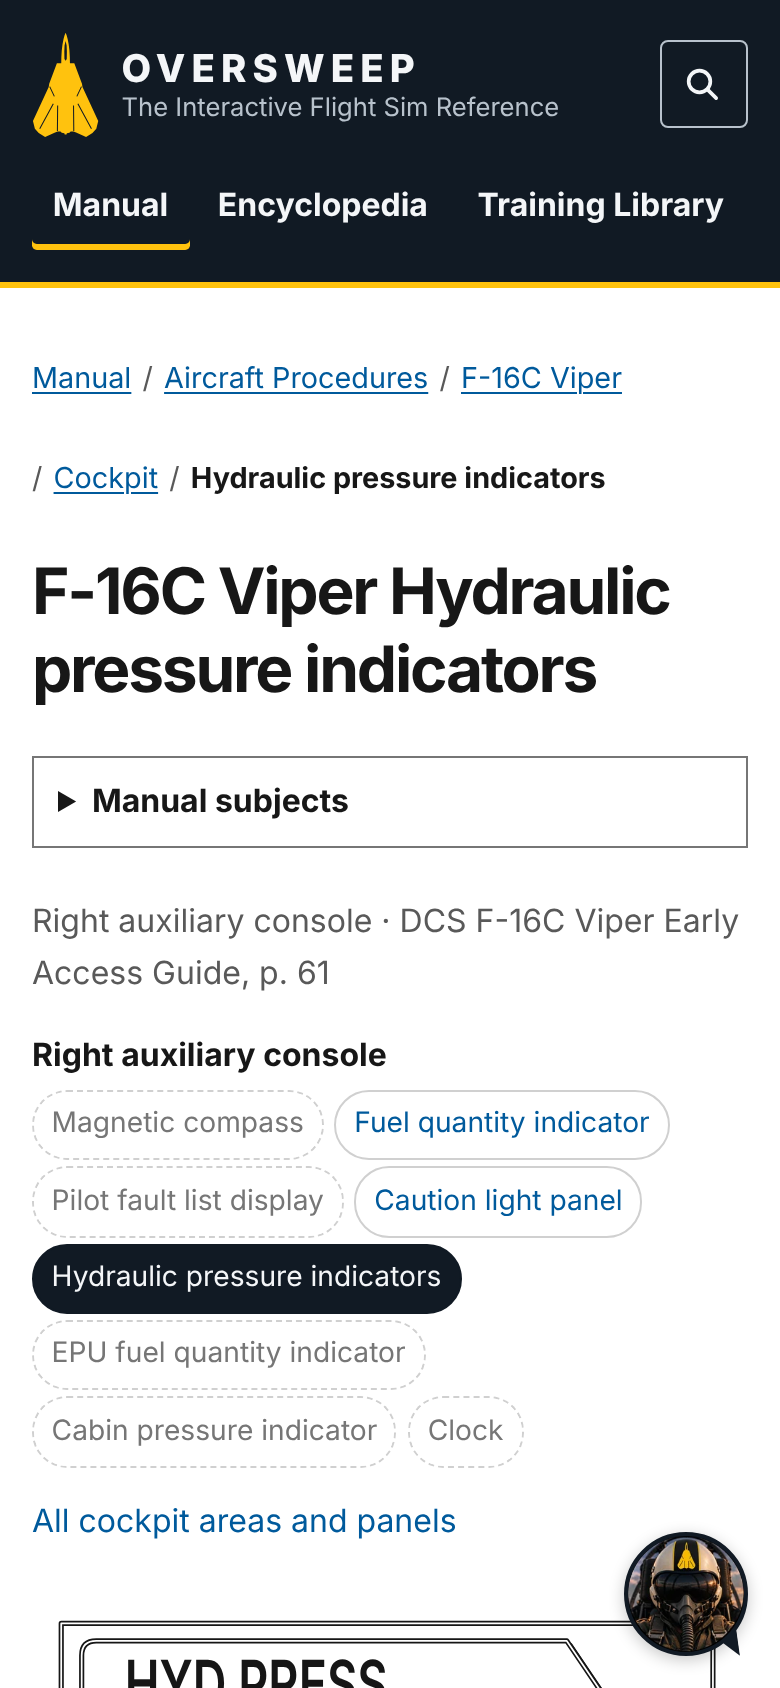 OVERSWEEP
The Interactive Flight Sim Reference
Manual Encyclopedia Training Library
Manual / Aircraft Procedures / F-16C Viper
/ Cockpit / Hydraulic pressure indicators
F-16C Viper Hydraulic
pressure indicators
Manual subjects
Right auxiliary console · DCS F-16C Viper Early
Access Guide, p. 61
Right auxiliary console
Magnetic compass Fuel quantity indicator
Pilot fault list display Caution light panel
Hydraulic pressure indicators
EPU fuel quantity indicator
Cabin pressure indicator Clock
All cockpit areas and panels
HYD PRESS